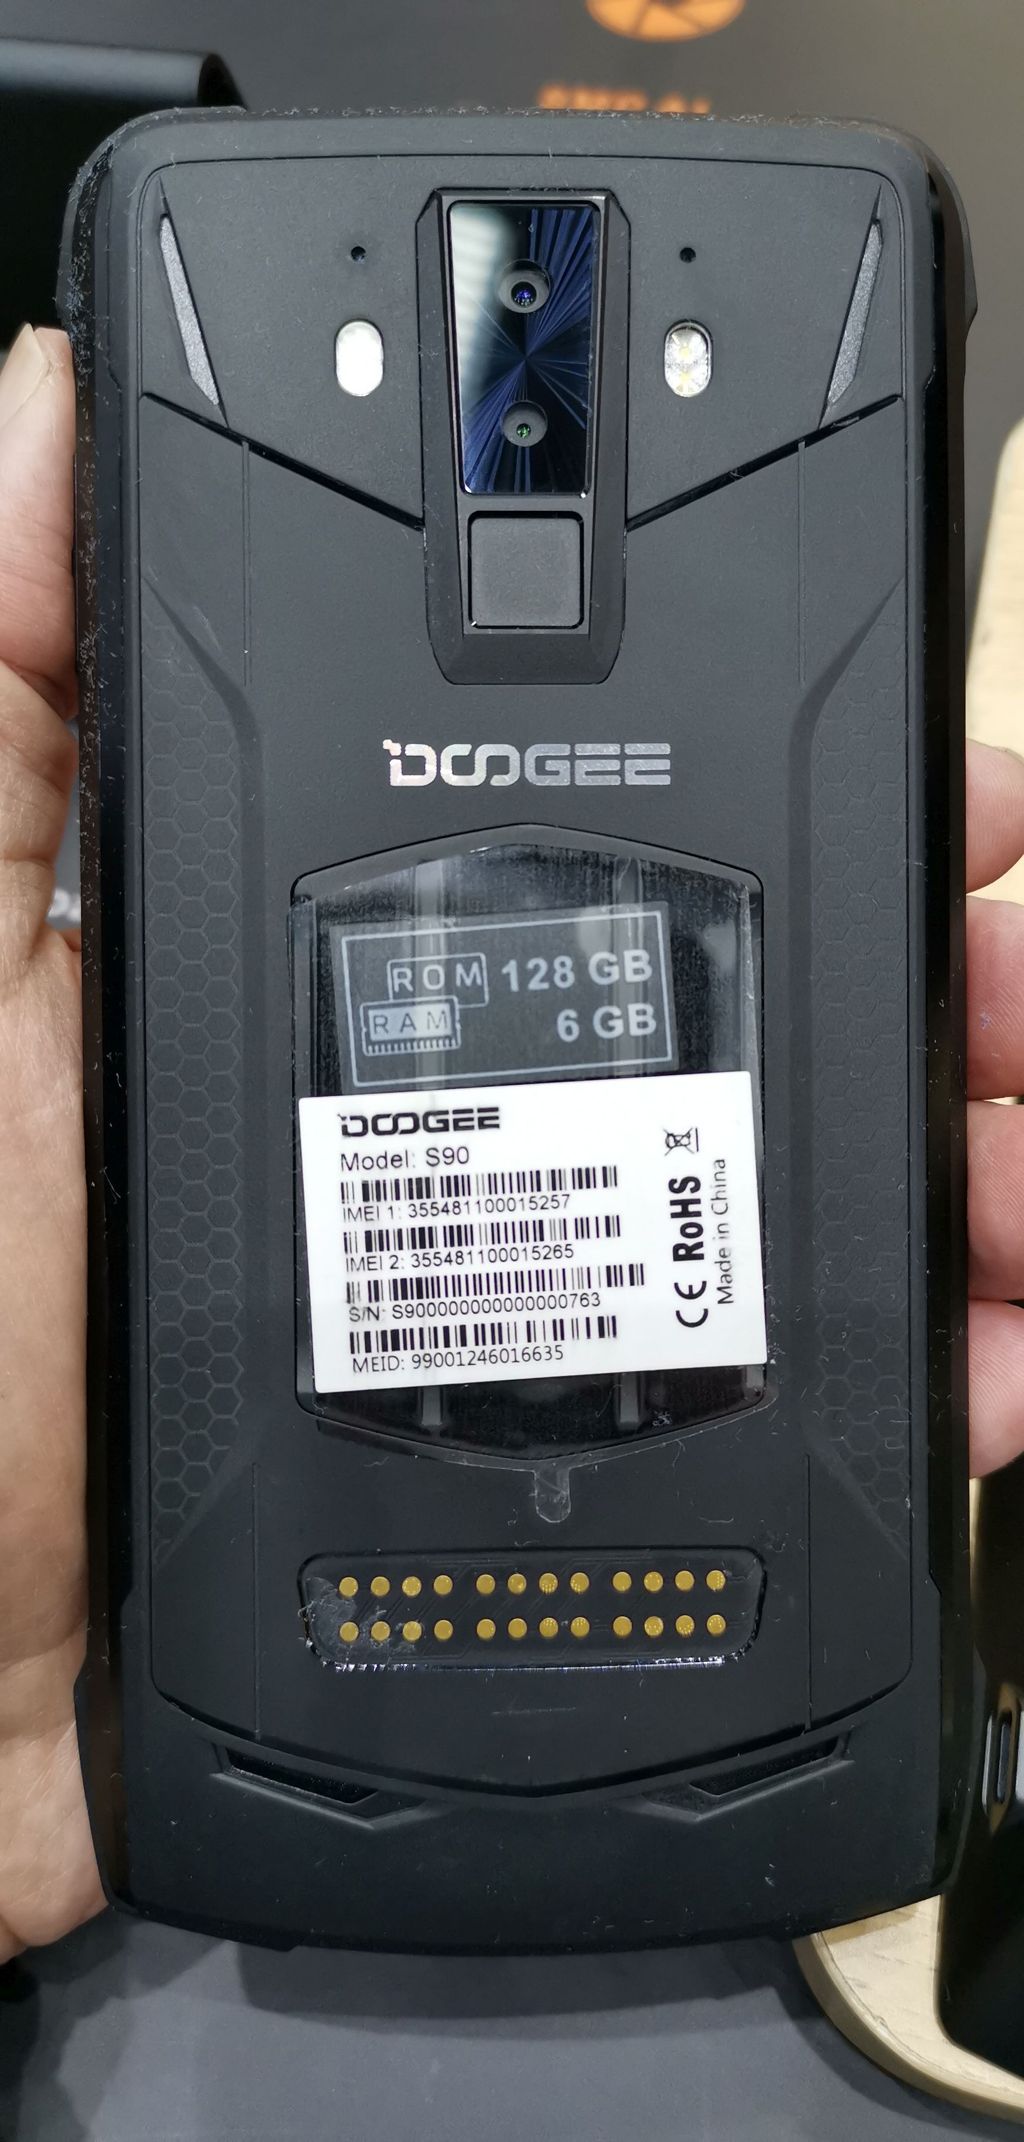 DOOGEE
ROM 128 GB
RAM 6 GB
DOOGEE
Model: S90
IMEI 1: 355481100015257
IMEI 2: 355481100015265
S/N: S90000000000000763
MEID: 99001246016635
CE RoHS
Made in China